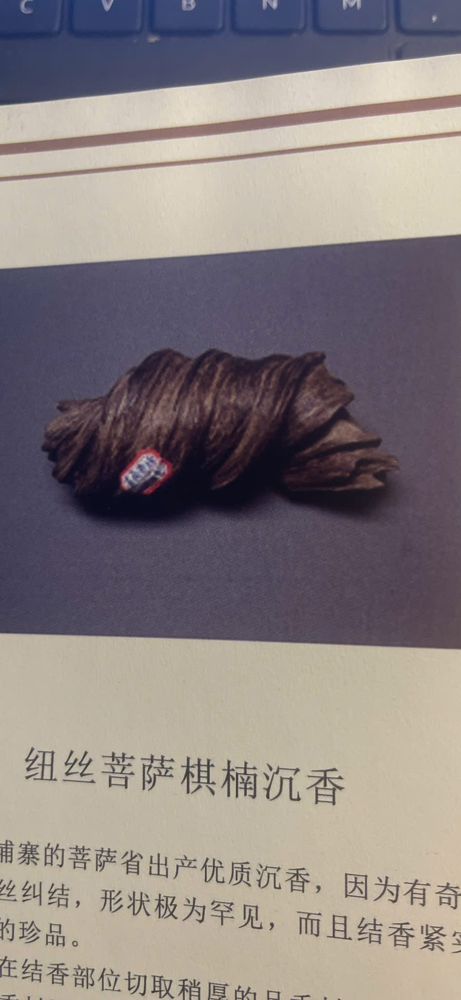 C V B N M ,
纽丝菩萨棋楠沉香
埔寨的菩萨省出产优质沉香，因为有奇
丝纠结，形状极为罕见，而且结香紧实
的珍品。
在结香部位切取稍厚的品香